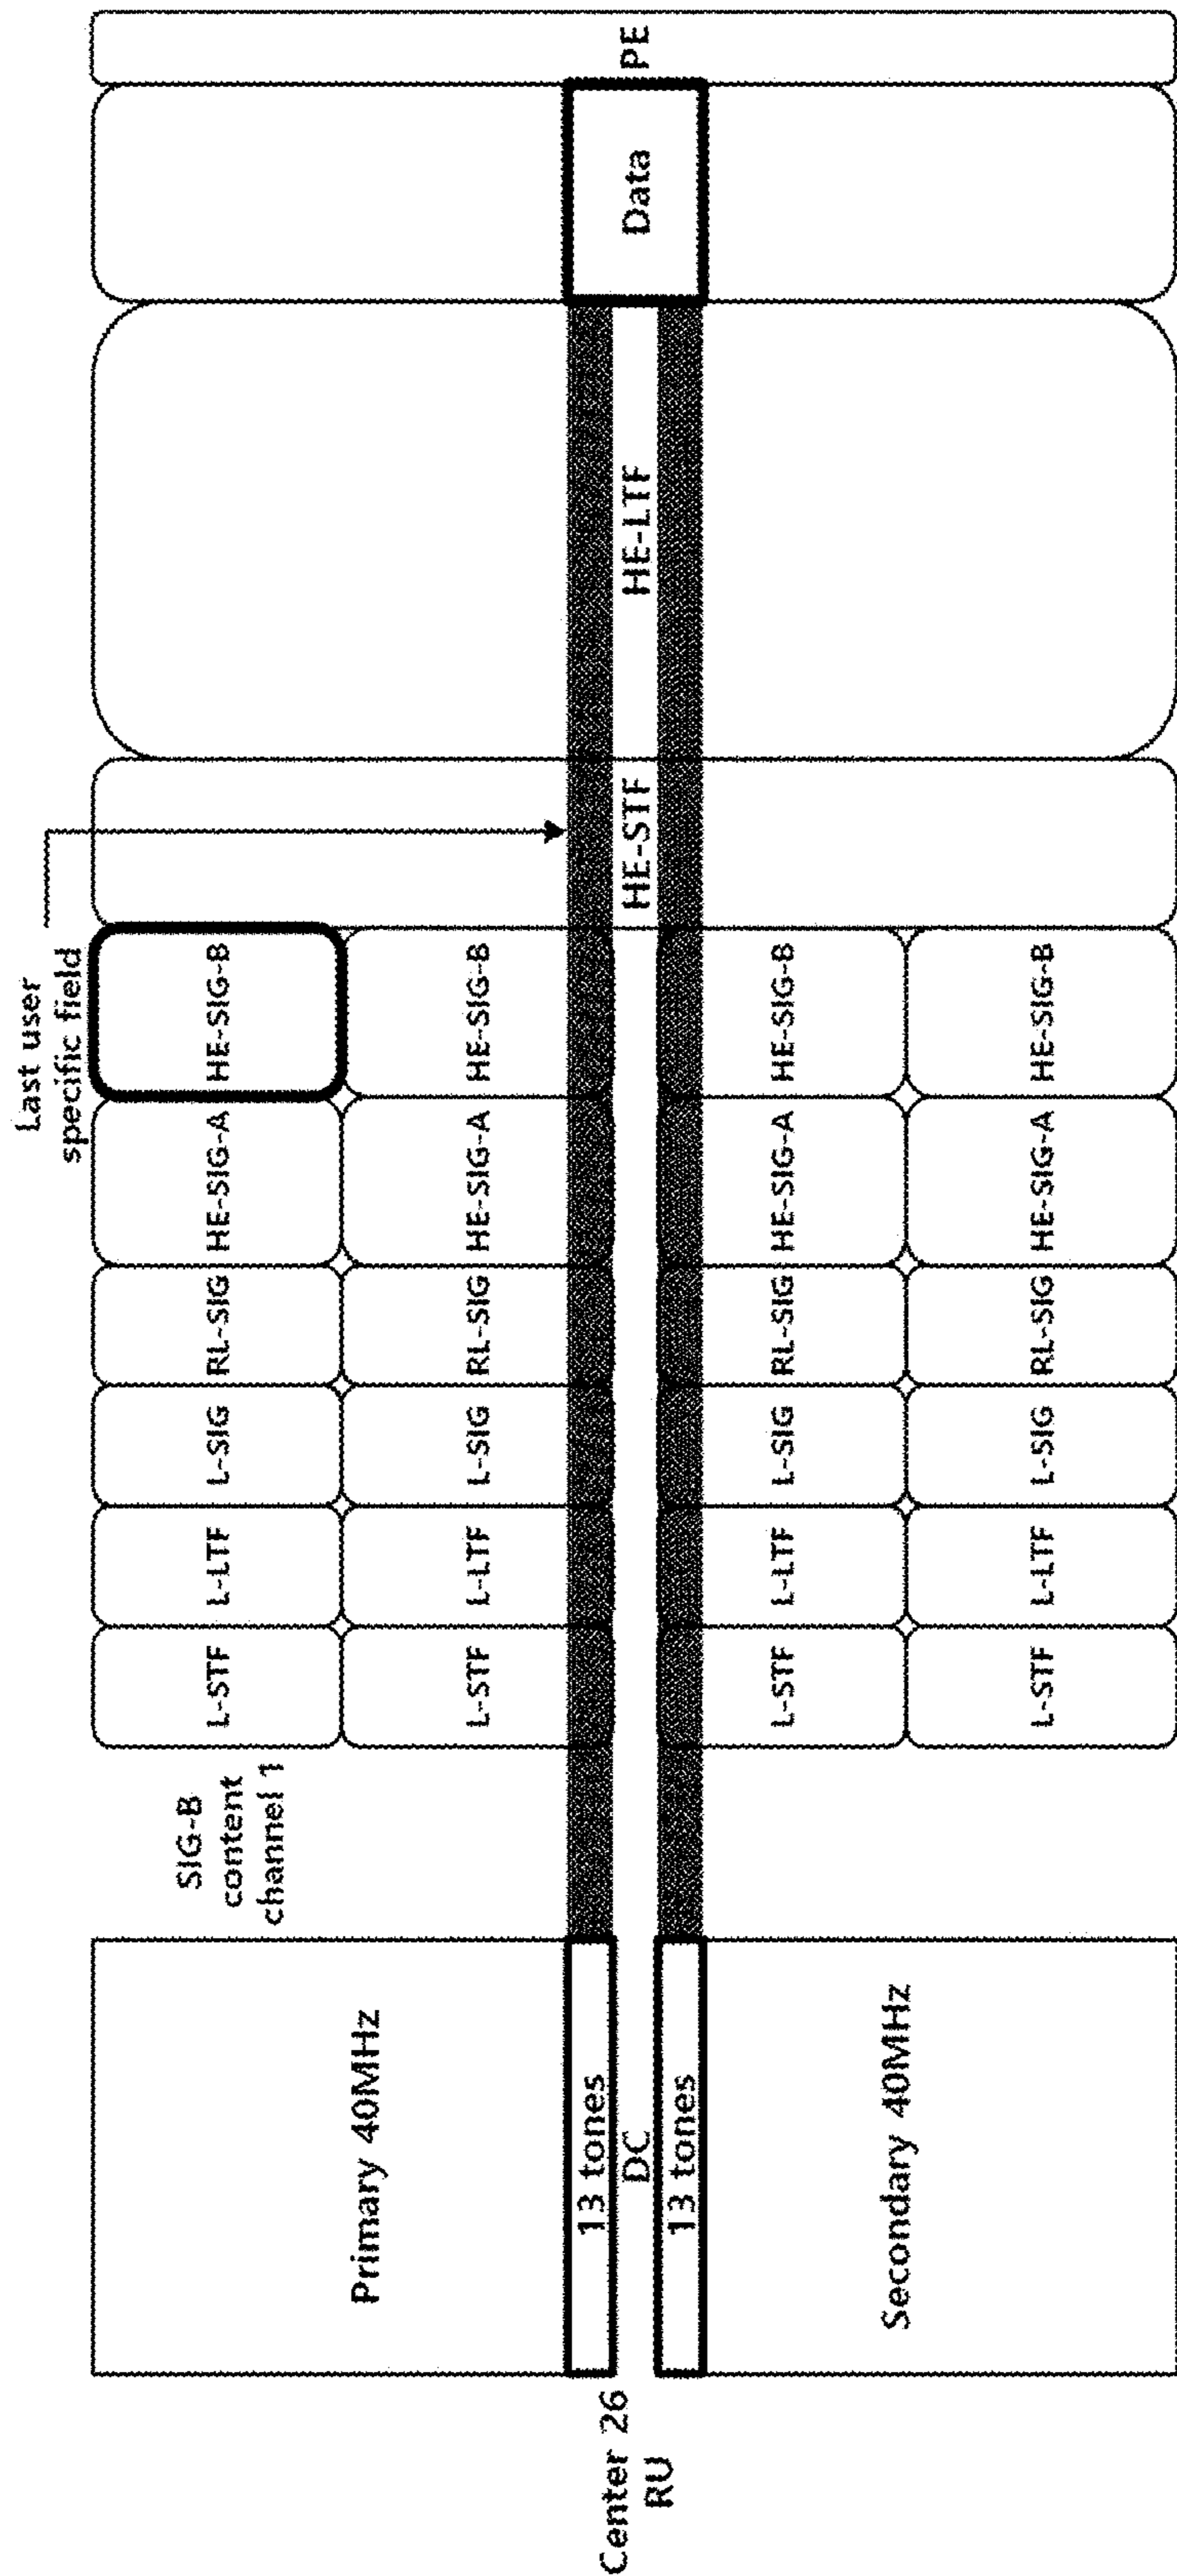 Last user
specific field
SIG-B
content
channel 1
L-STF
L-LTF
L-SIG
RL-SIG
HE-SIG-A
HE-SIG-B
Primary 40MHz
L-STF
L-LTF
L-SIG
RL-SIG
HE-SIG-A
HE-SIG-B
Center 26
RU
13 tones
DC
13 tones
HE-STF
HE-LTF
Data
PE
L-STF
L-LTF
L-SIG
RL-SIG
HE-SIG-A
HE-SIG-B
Secondary 40MHz
L-STF
L-LTF
L-SIG
RL-SIG
HE-SIG-A
HE-SIG-B